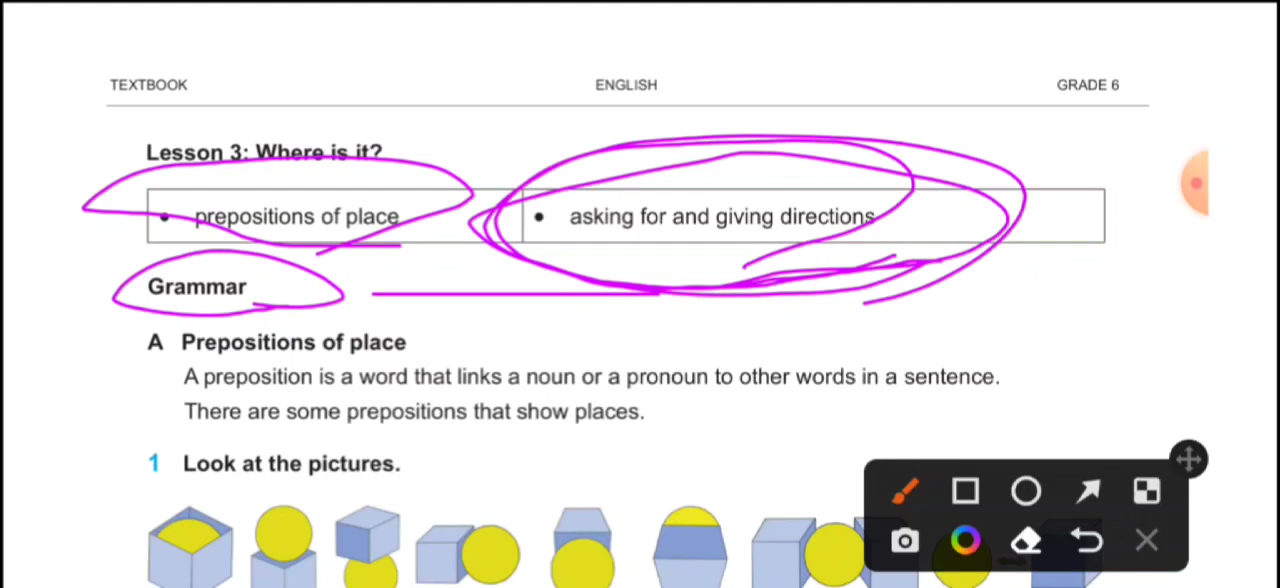 TEXTBOOK ENGLISH GRADE 6
Lesson 3: Where is it?
• prepositions of place • asking for and giving directions
Grammar
A Prepositions of place
A preposition is a word that links a noun or a pronoun to other words in a sentence.
There are some prepositions that show places.
1 Look at the pictures.